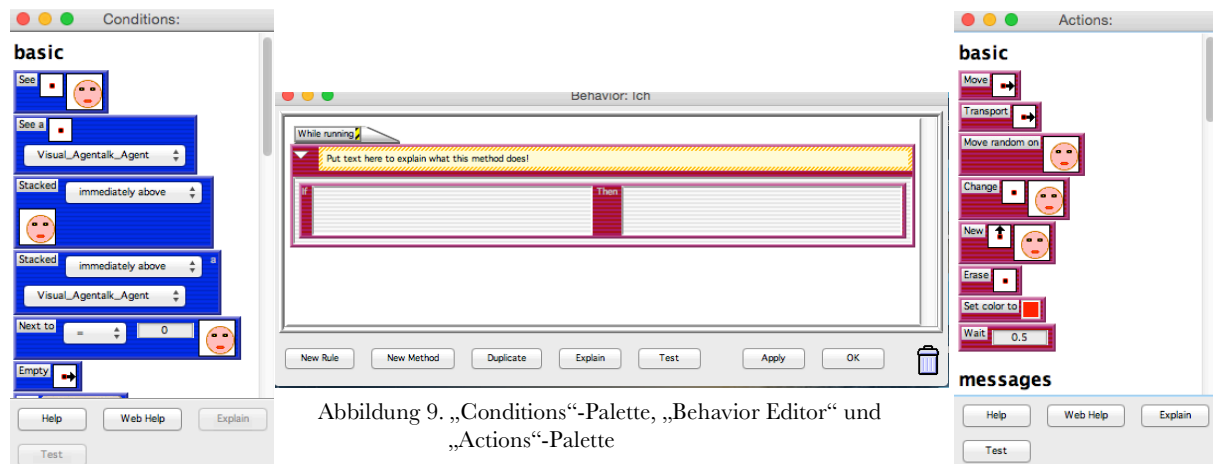 Conditions:
basic
See
See a
Visual_Agentalk_Agent
Stacked
immediately above
Stacked
immediately above
a
Visual_Agentalk_Agent
Next to
=
0
Empty
Help
Web Help
Explain
Test
Behavior: Ich
While running
Put text here to explain what this method does!
If
Then
New Rule
New Method
Duplicate
Explain
Test
Apply
OK
Abbildung 9. „Conditions“-Palette, „Behavior Editor“ und
„Actions“-Palette
Actions:
basic
Move
Transport
Move random on
Change
New
Erase
Set color to
Wait
0.5
messages
Help
Web Help
Explain
Test